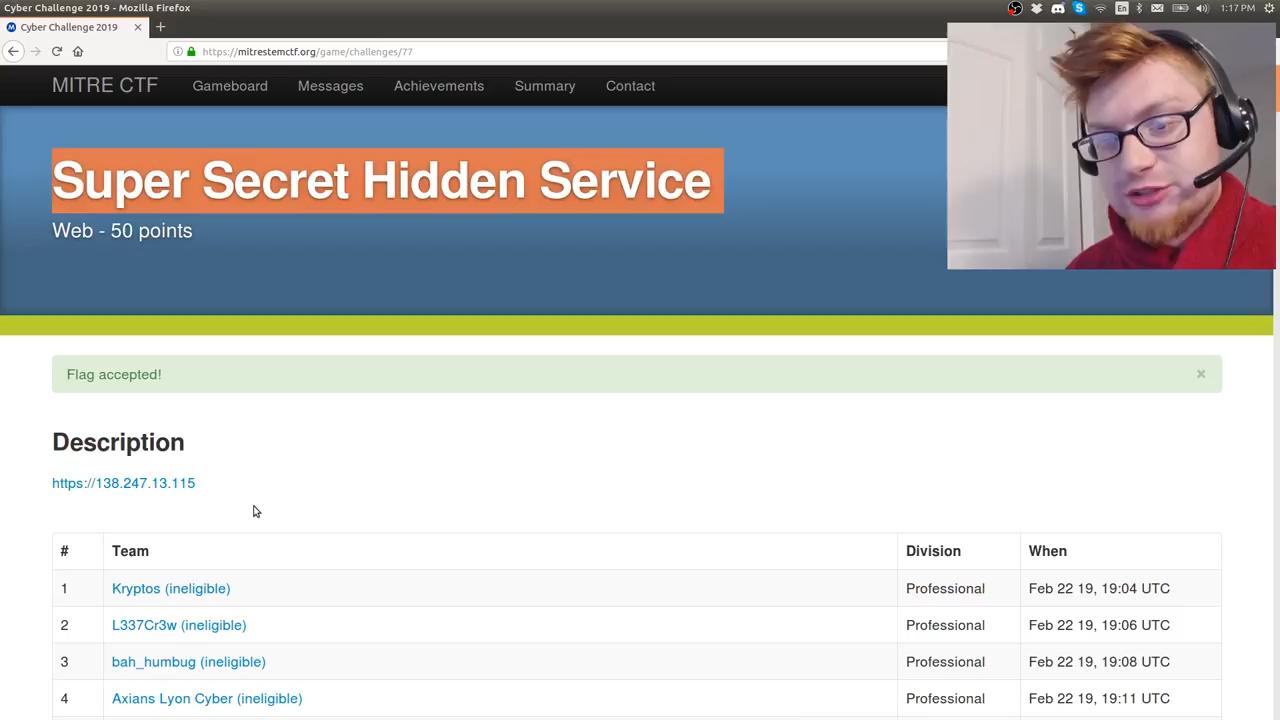 Cyber Challenge 2019 - Mozilla Firefox
En
1:17 PM
Cyber Challenge 2019
https://mitrestemctf.org/game/challenges/77
MITRE CTF
Gameboard
Messages
Achievements
Summary
Contact
Super Secret Hidden Service
Web - 50 points
Flag accepted!
×
Description
https://138.247.13.115
# Team Division When
1 Kryptos (ineligible) Professional Feb 22 19, 19:04 UTC
2 L337Cr3w (ineligible) Professional Feb 22 19, 19:06 UTC
3 bah_humbug (ineligible) Professional Feb 22 19, 19:08 UTC
4 Axians Lyon Cyber (ineligible) Professional Feb 22 19, 19:11 UTC